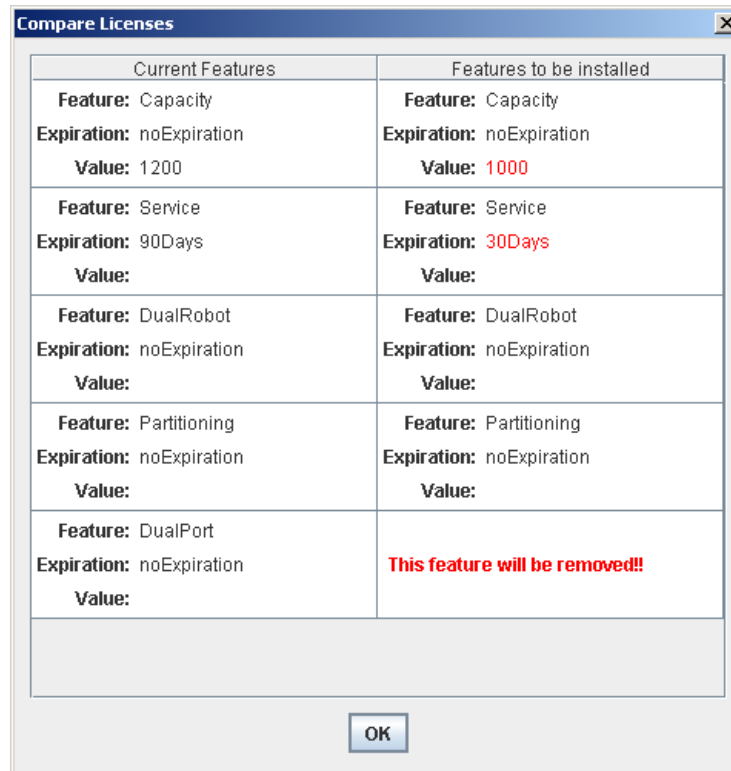 Compare Licenses
Current Features Features to be installed
Feature: Capacity Feature: Capacity
Expiration: noExpiration Expiration: noExpiration
Value: 1200 Value: 1000
Feature: Service Feature: Service
Expiration: 90Days Expiration: 30Days
Value: Value:
Feature: DualRobot Feature: DualRobot
Expiration: noExpiration Expiration: noExpiration
Value: Value:
Feature: Partitioning Feature: Partitioning
Expiration: noExpiration Expiration: noExpiration
Value: Value:
Feature: DualPort
Expiration: noExpiration This feature will be removed!!
Value:
OK